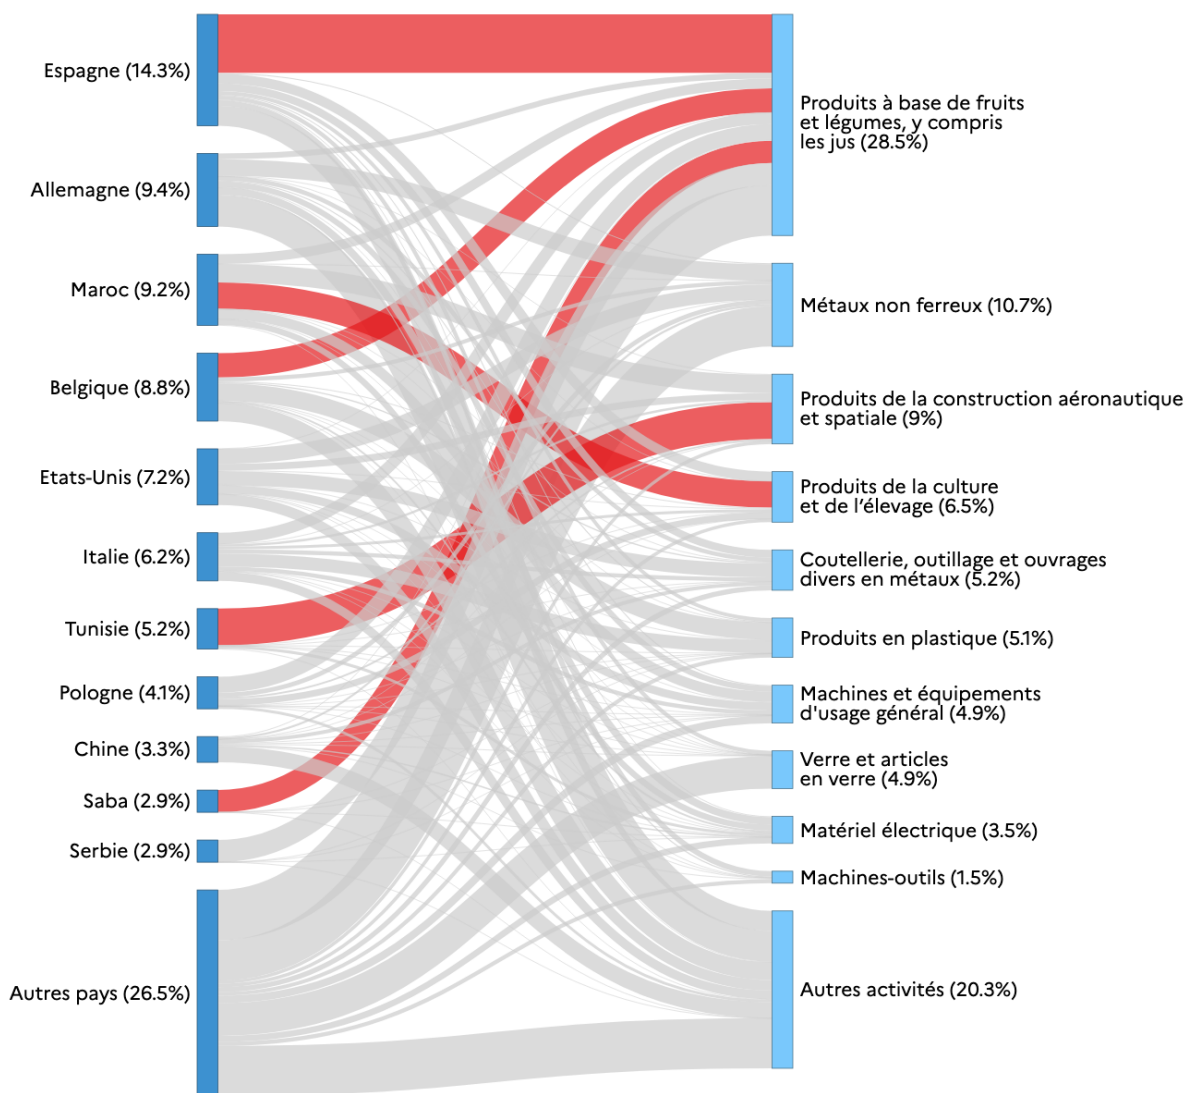 Espagne (14.3%)
Allemagne (9.4%)
Maroc (9.2%)
Belgique (8.8%)
Etats-Unis (7.2%)
Italie (6.2%)
Tunisie (5.2%)
Pologne (4.1%)
Chine (3.3%)
Saba (2.9%)
Serbie (2.9%)
Autres pays (26.5%)
Produits à base de fruits
et légumes, y compris
les jus (28.5%)
Métaux non ferreux (10.7%)
Produits de la construction aéronautique
et spatiale (9%)
Produits de la culture
et de l’élevage (6.5%)
Coutellerie, outillage et ouvrages
divers en métaux (5.2%)
Produits en plastique (5.1%)
Machines et équipements
d'usage général (4.9%)
Verre et articles
en verre (4.9%)
Matériel électrique (3.5%)
Machines-outils (1.5%)
Autres activités (20.3%)